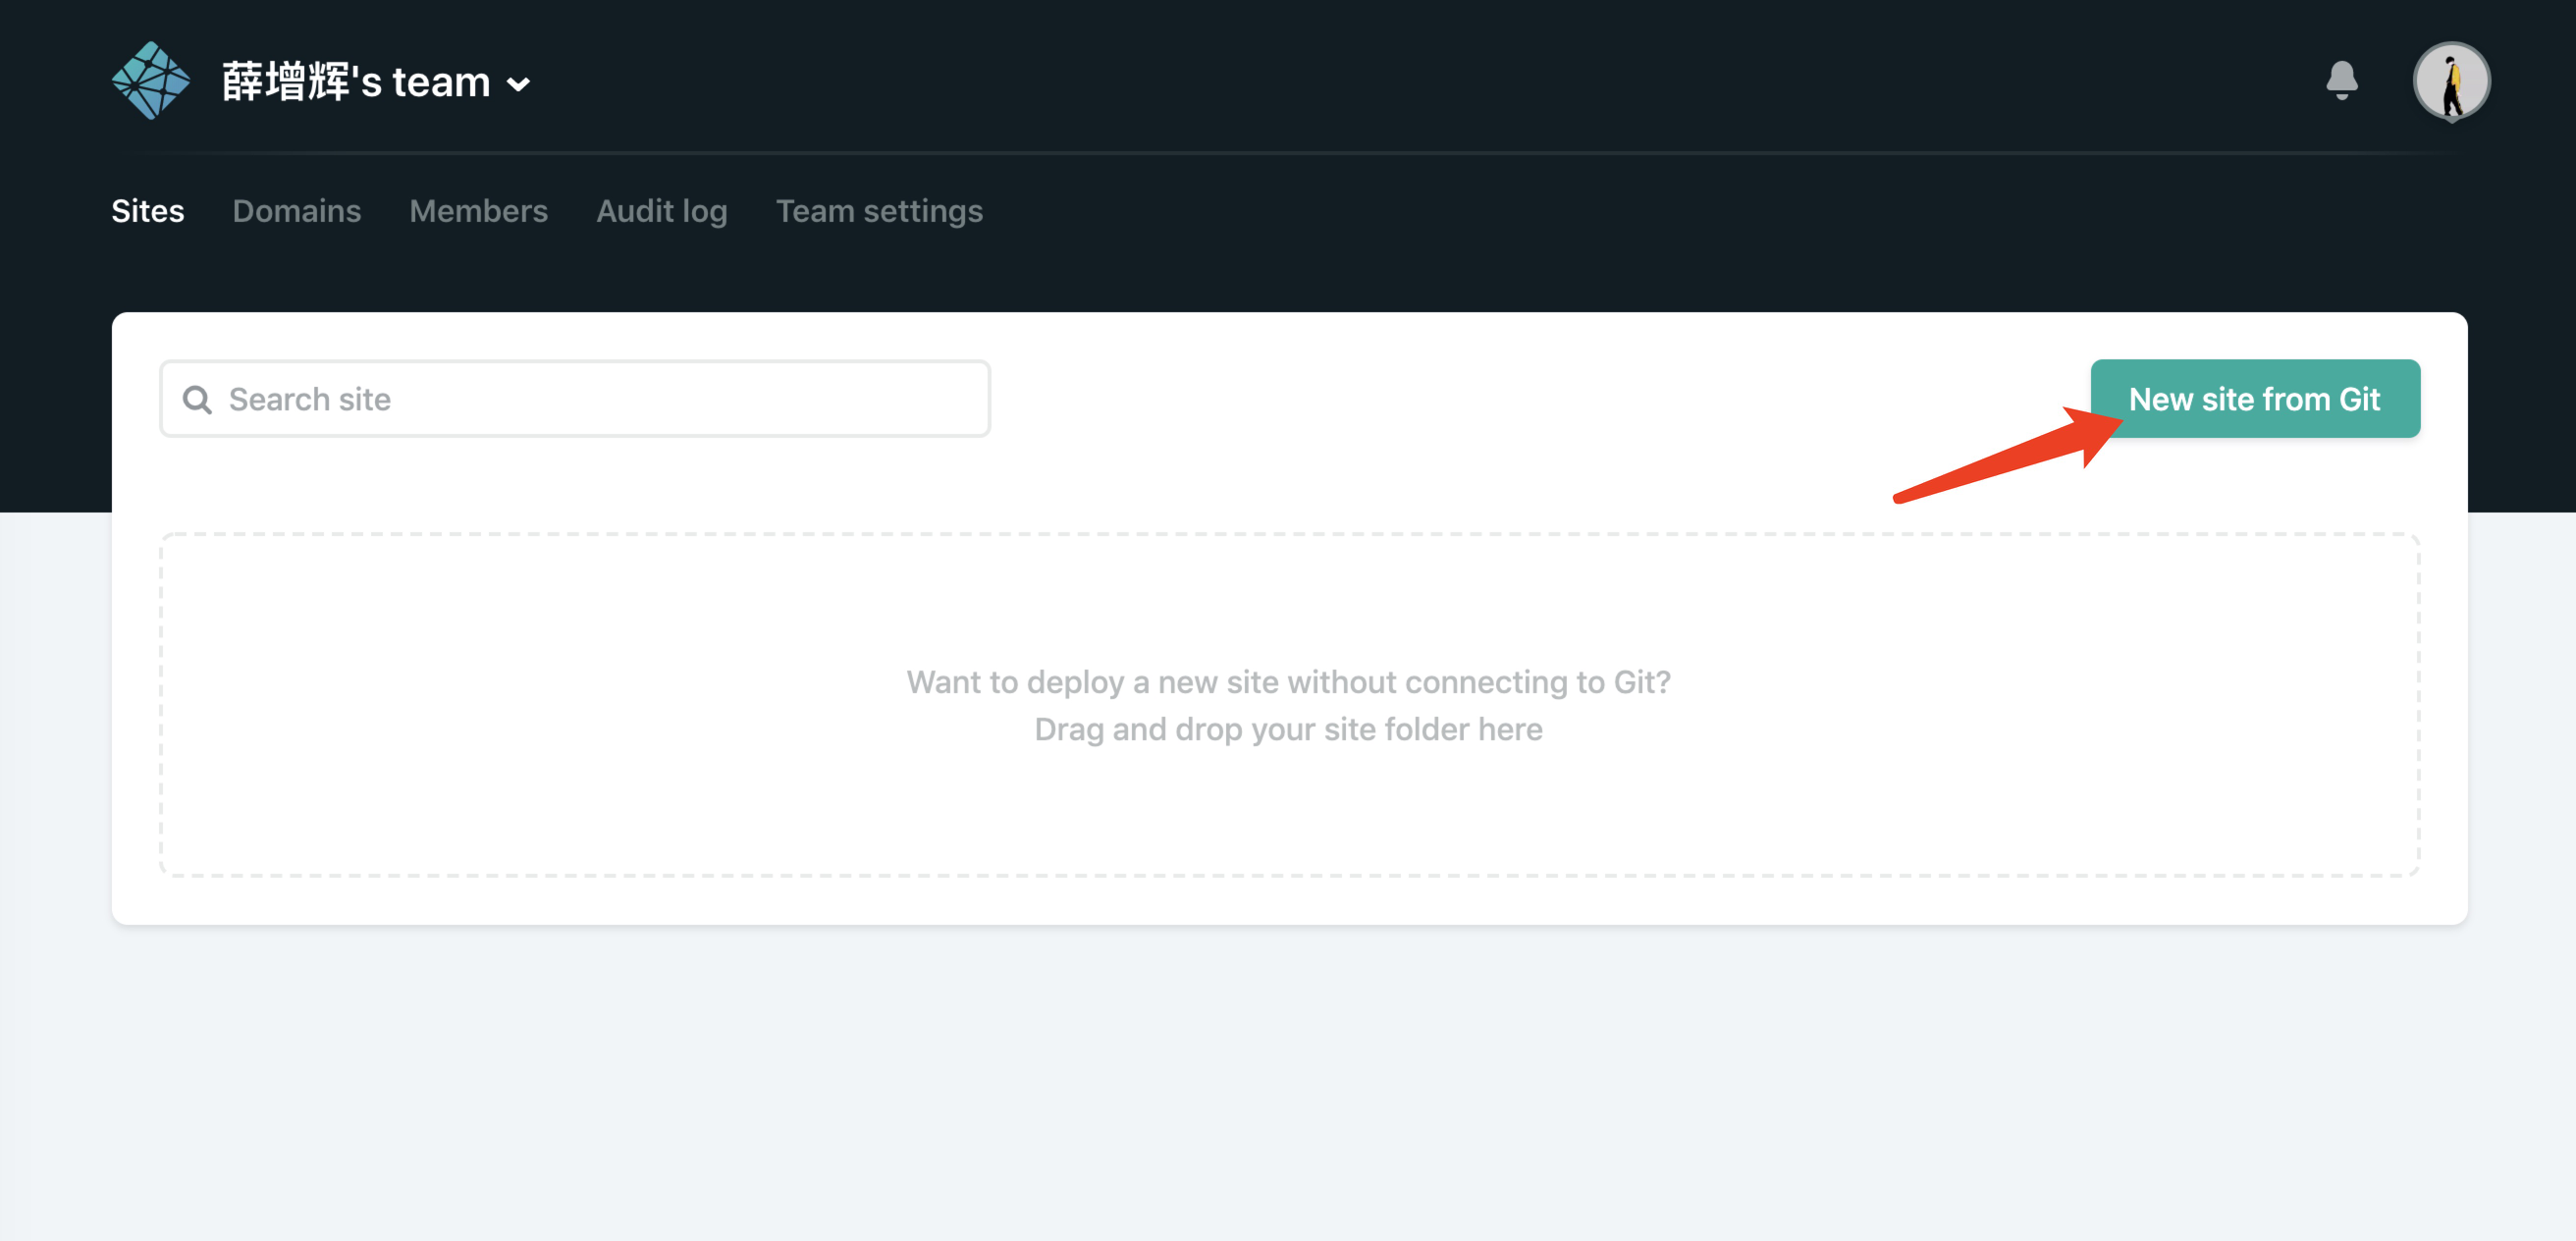 薛增辉's team
Sites Domains Members Audit log Team settings
Search site
New site from Git
Want to deploy a new site without connecting to Git?
Drag and drop your site folder here